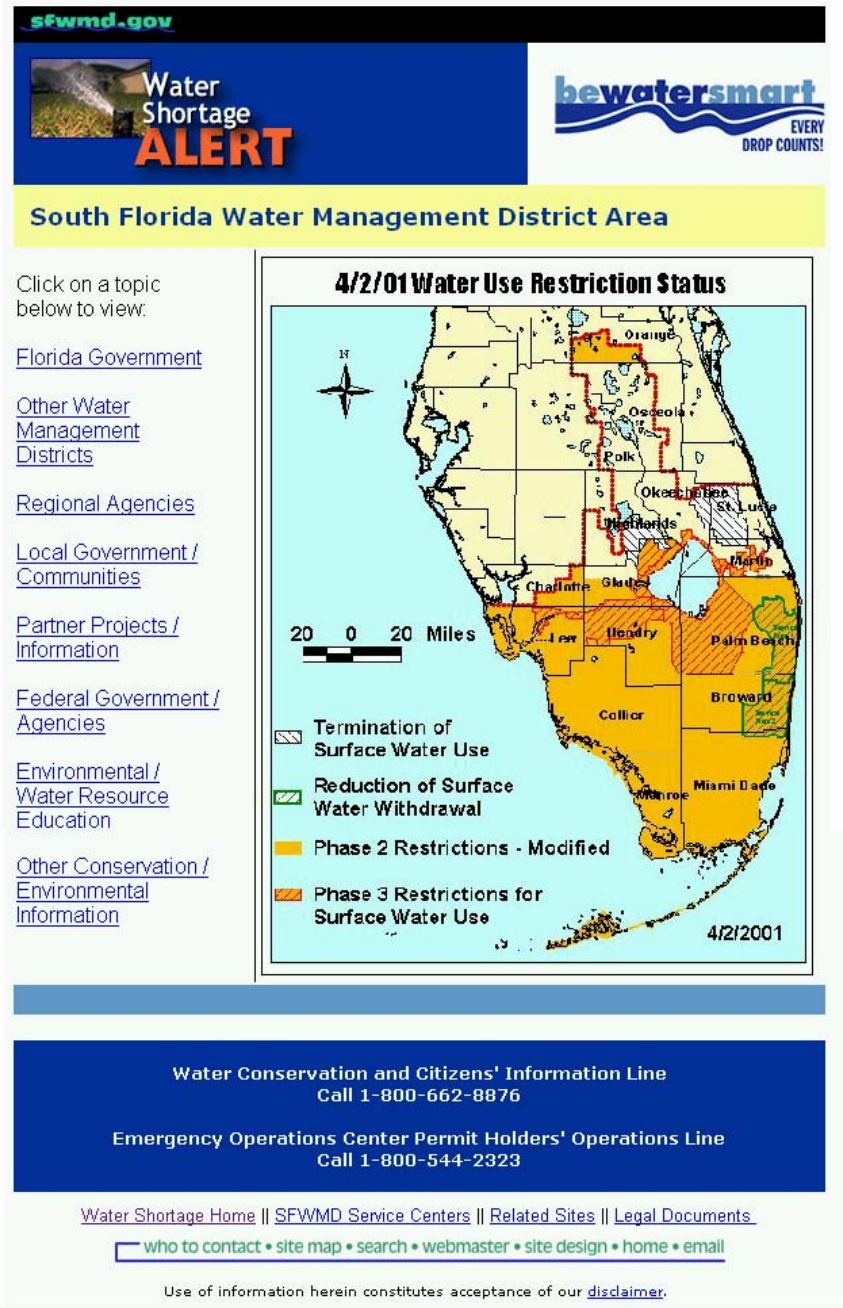 sfwmd.gov
Water
Shortage
ALERT
bewatersmart
EVERY
DROP COUNTS!
South Florida Water Management District Area
Click on a topic
below to view:
Florida Government
Other Water
Management
Districts
Regional Agencies
Local Government /
Communities
Partner Projects /
Information
Federal Government /
Agencies
Environmental /
Water Resource
Education
Other Conservation /
Environmental
Information
4/2/01 Water Use Restriction Status
N
Orange
Osceola
Polk
Okeechobee
St. Lucie
Highlands
Martin
Charlotte
Glades
20 0 20 Miles
Lee
Hendry
Palm Beach
Broward
Collier
Monroe
Miami Dade
Termination of
Surface Water Use
Reduction of Surface
Water Withdrawal
Phase 2 Restrictions - Modified
Phase 3 Restrictions for
Surface Water Use
4/2/2001
Water Conservation and Citizens' Information Line
Call 1-800-662-8876
Emergency Operations Center Permit Holders' Operations Line
Call 1-800-544-2323
Water Shortage Home || SFWMD Service Centers || Related Sites || Legal Documents
who to contact • site map • search • webmaster • site design • home • email
Use of information herein constitutes acceptance of our disclaimer.